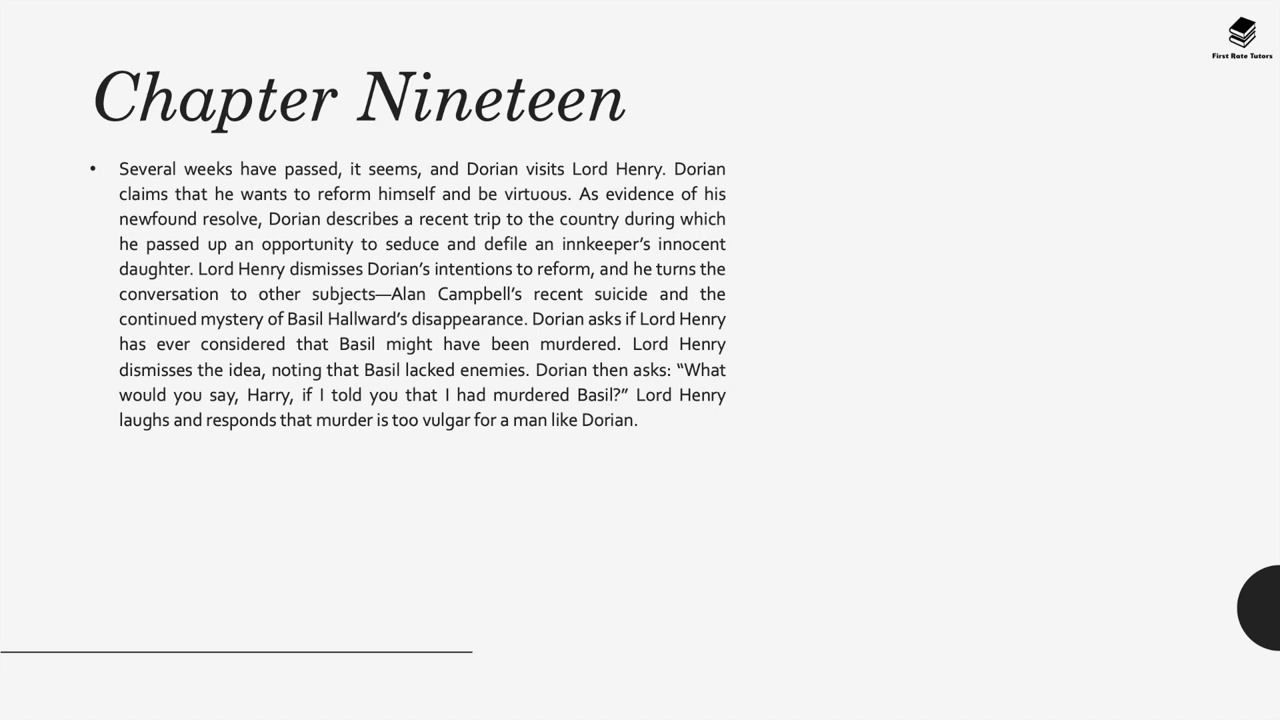 First Rate Tutors
Chapter Nineteen
• Several weeks have passed, it seems, and Dorian visits Lord Henry. Dorian
claims that he wants to reform himself and be virtuous. As evidence of his
newfound resolve, Dorian describes a recent trip to the country during which
he passed up an opportunity to seduce and defile an innkeeper’s innocent
daughter. Lord Henry dismisses Dorian’s intentions to reform, and he turns the
conversation to other subjects—Alan Campbell’s recent suicide and the
continued mystery of Basil Hallward’s disappearance. Dorian asks if Lord Henry
has ever considered that Basil might have been murdered. Lord Henry
dismisses the idea, noting that Basil lacked enemies. Dorian then asks: “What
would you say, Harry, if I told you that I had murdered Basil?” Lord Henry
laughs and responds that murder is too vulgar for a man like Dorian.